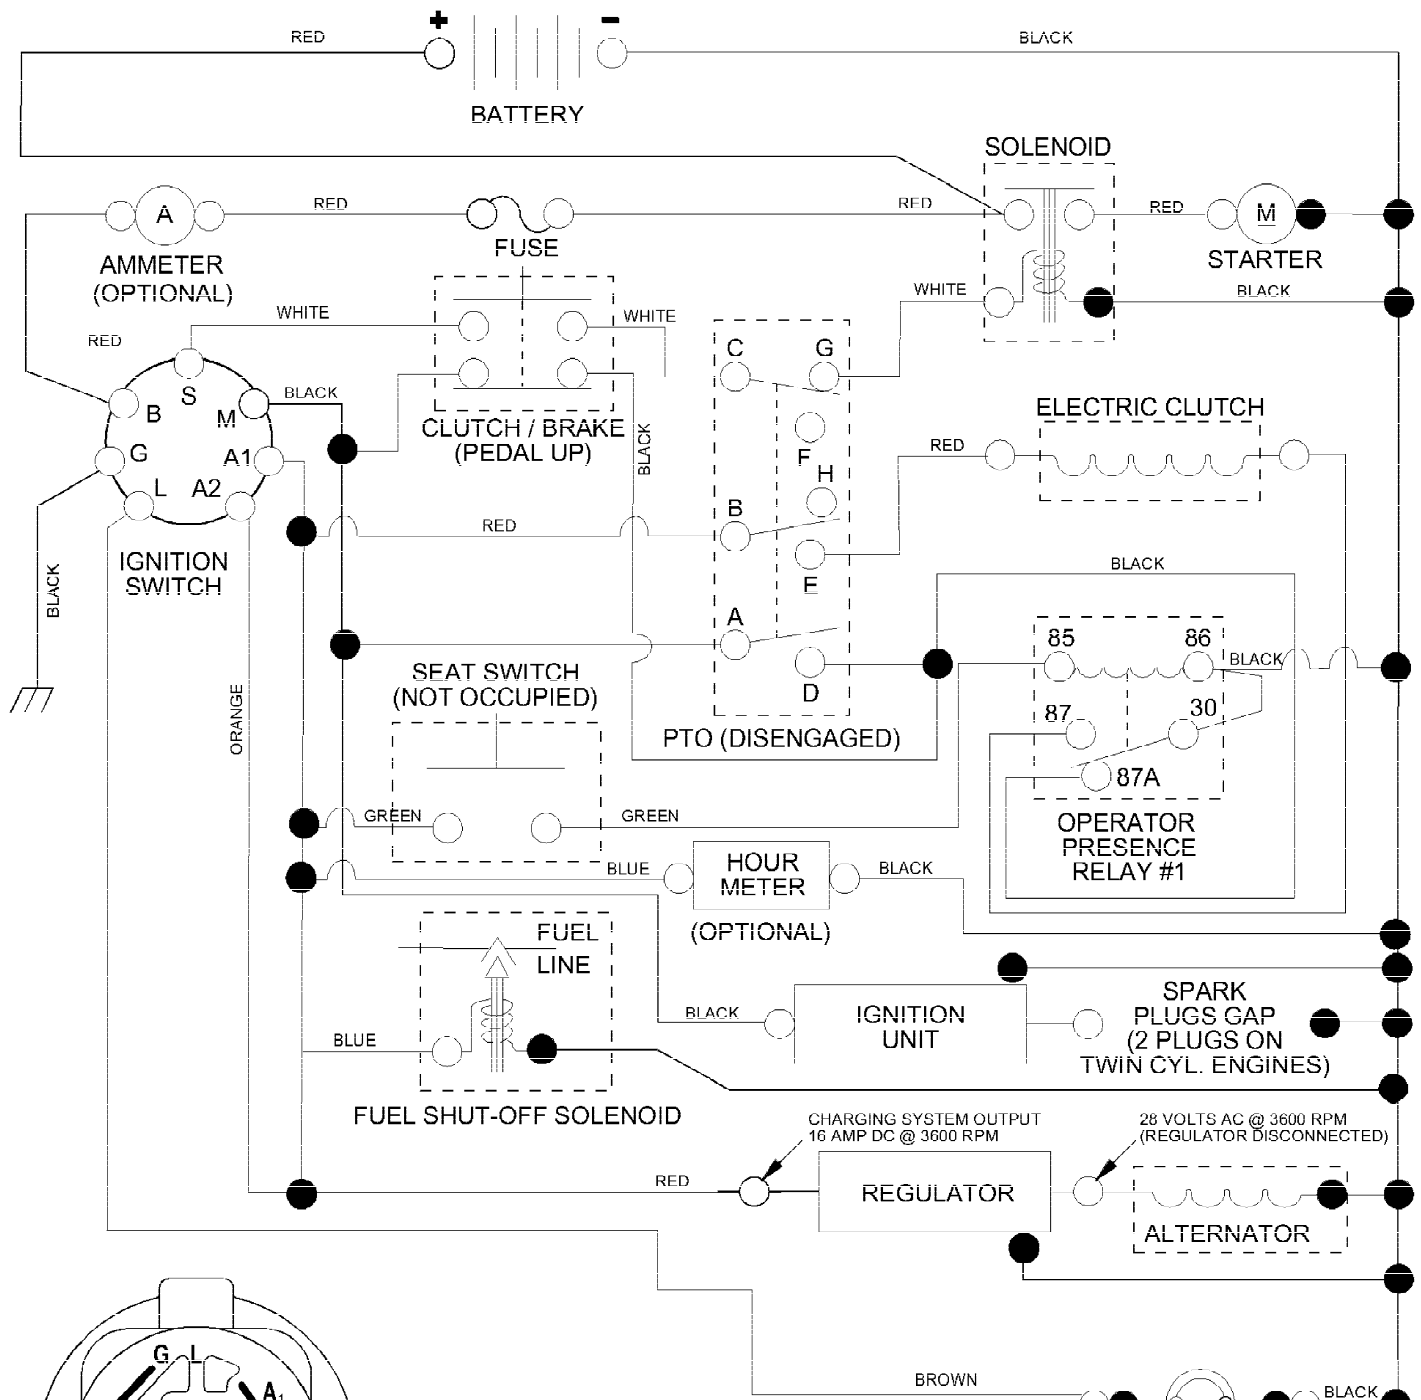 + -
RED
BLACK
BATTERY
SOLENOID
A
RED
RED
RED
M
FUSE
AMMETER
(OPTIONAL)
STARTER
WHITE
WHITE
WHITE
BLACK
RED
C
G
S
B
M
BLACK
ELECTRIC CLUTCH
CLUTCH / BRAKE
(PEDAL UP)
BLACK
RED
F
G
A1
H
L
A2
B
RED
IGNITION
SWITCH
BLACK
E
BLACK
A
SEAT SWITCH
(NOT OCCUPIED)
85
86
BLACK
D
ORANGE
87
30
PTO (DISENGAGED)
87A
GREEN
GREEN
OPERATOR
PRESENCE
RELAY #1
BLUE
HOUR
METER
BLACK
(OPTIONAL)
FUEL
LINE
SPARK
PLUGS GAP
(2 PLUGS ON
TWIN CYL. ENGINES)
BLACK
IGNITION
UNIT
BLUE
FUEL SHUT-OFF SOLENOID
CHARGING SYSTEM OUTPUT
16 AMP DC @ 3600 RPM
28 VOLTS AC @ 3600 RPM
(REGULATOR DISCONNECTED)
RED
REGULATOR
ALTERNATOR
G
L
A1
BROWN
BLACK